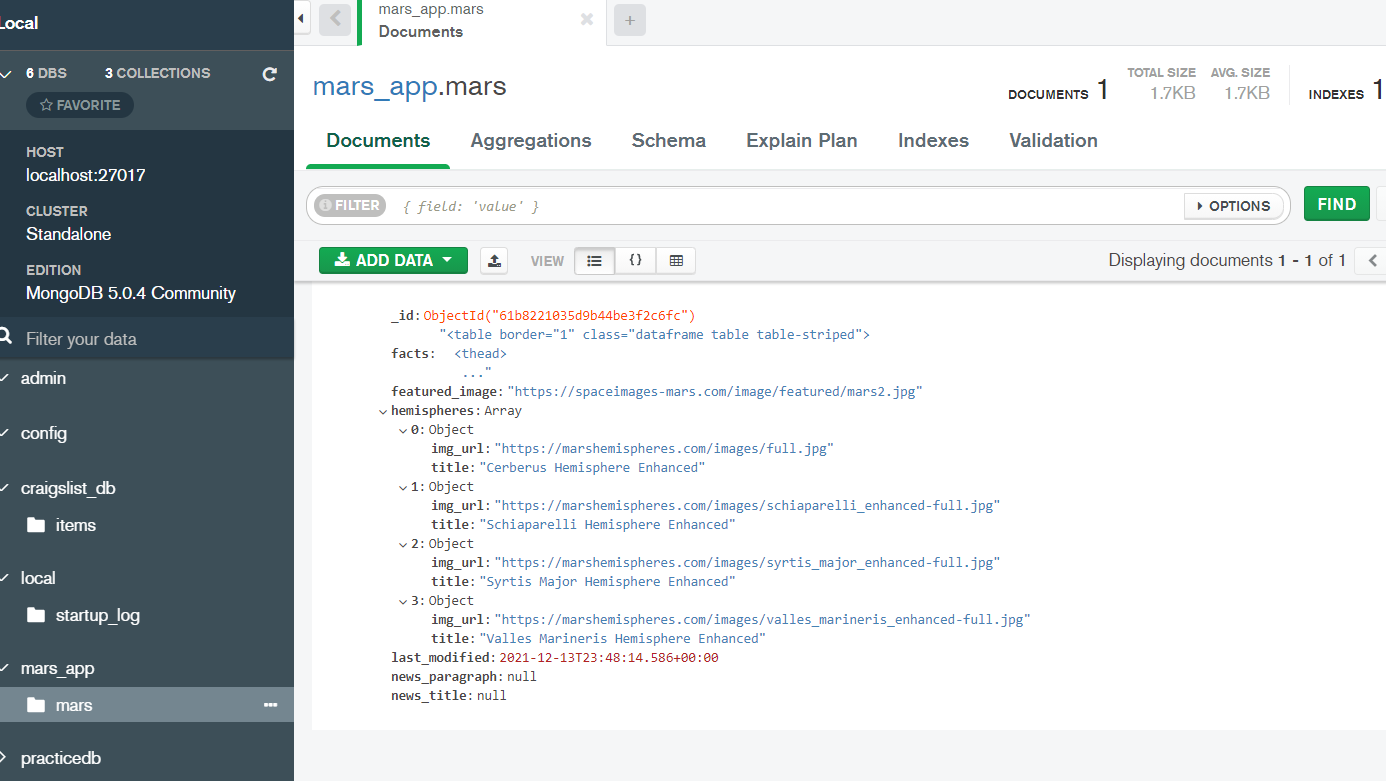 Local
6 DBS 3 COLLECTIONS
FAVORITE
HOST
localhost:27017
CLUSTER
Standalone
EDITION
MongoDB 5.0.4 Community
Filter your data
admin
config
craigslist_db
items
local
startup_log
mars_app
mars
practicedb
mars_app.mars
Documents
mars_app.mars
DOCUMENTS 1 TOTAL SIZE 1.7KB AVG. SIZE 1.7KB INDEXES 1
Documents Aggregations Schema Explain Plan Indexes Validation
FILTER { field: 'value' } OPTIONS FIND
ADD DATA VIEW {} Displaying documents 1 - 1 of 1
_id: ObjectId("61b8221035d9b44be3f2c6fc")
"<table border="1" class="dataframe table table-striped">
facts: <thead>
..."
featured_image: "https://spaceimages-mars.com/image/featured/mars2.jpg"
hemispheres: Array
0: Object
img_url: "https://marshemispheres.com/images/full.jpg"
title: "Cerberus Hemisphere Enhanced"
1: Object
img_url: "https://marshemispheres.com/images/schiaparelli_enhanced-full.jpg"
title: "Schiaparelli Hemisphere Enhanced"
2: Object
img_url: "https://marshemispheres.com/images/syrtis_major_enhanced-full.jpg"
title: "Syrtis Major Hemisphere Enhanced"
3: Object
img_url: "https://marshemispheres.com/images/valles_marineris_enhanced-full.jpg"
title: "Valles Marineris Hemisphere Enhanced"
last_modified: 2021-12-13T23:48:14.586+00:00
news_paragraph: null
news_title: null